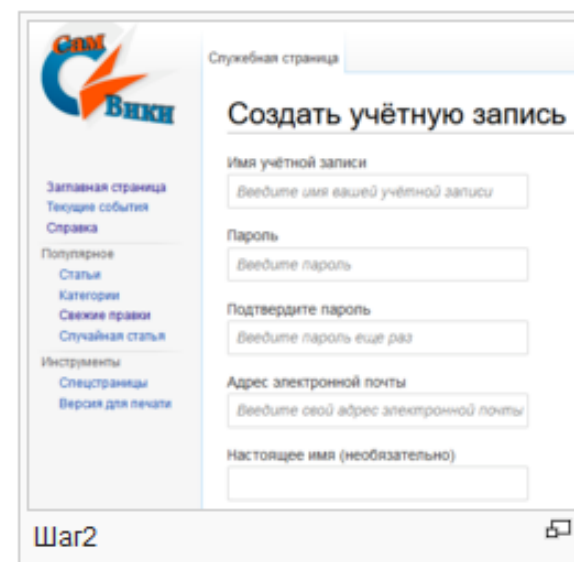 Сам
Вики
Служебная страница
Создать учётную запись
Имя учётной записи
Введите имя вашей учётной записи
Пароль
Введите пароль
Подтвердите пароль
Введите пароль еще раз
Адрес электронной почты
Введите свой адрес электронной почты
Настоящее имя (необязательно)
Заглавная страница
Текущие события
Справка
Популярное
Статьи
Категории
Свежие правки
Случайная статья
Инструменты
Спецстраницы
Версия для печати
Шаг2